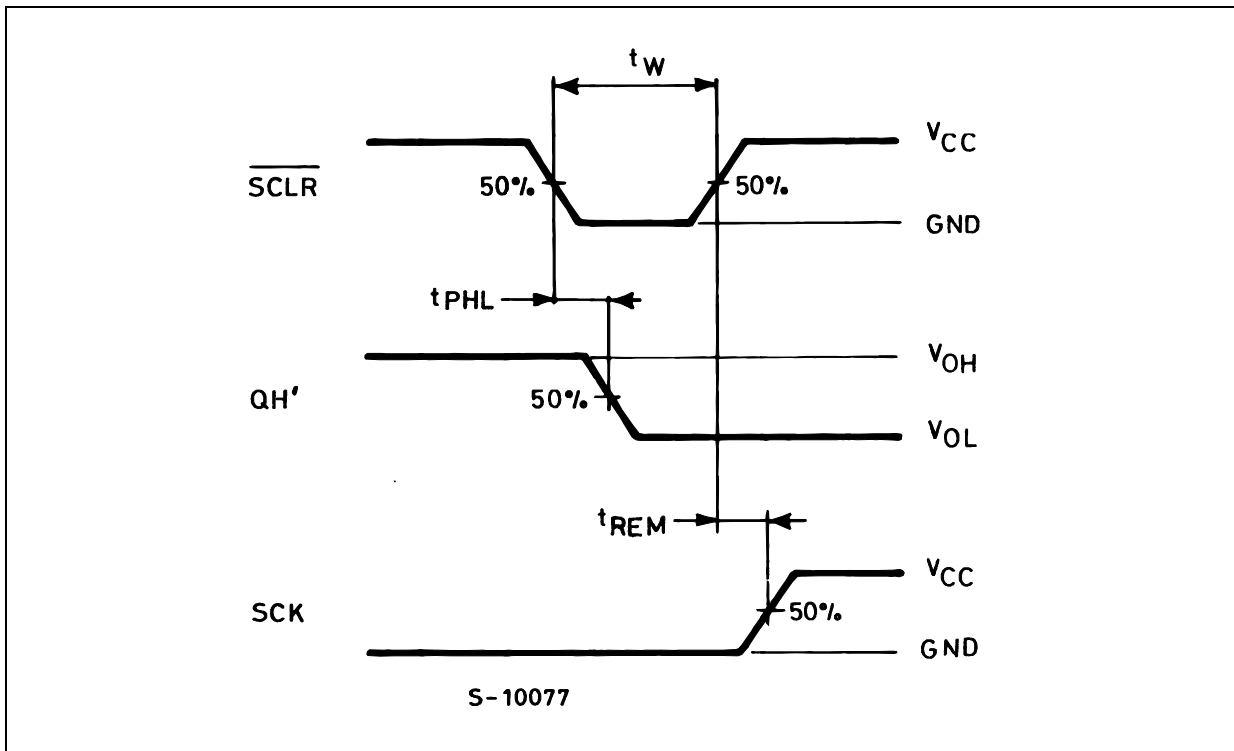 tW
VCC
SCLR
50%
50%
GND
tPHL
VOH
QH'
50%
VOL
tREM
VCC
SCK
50%
GND
S-10077